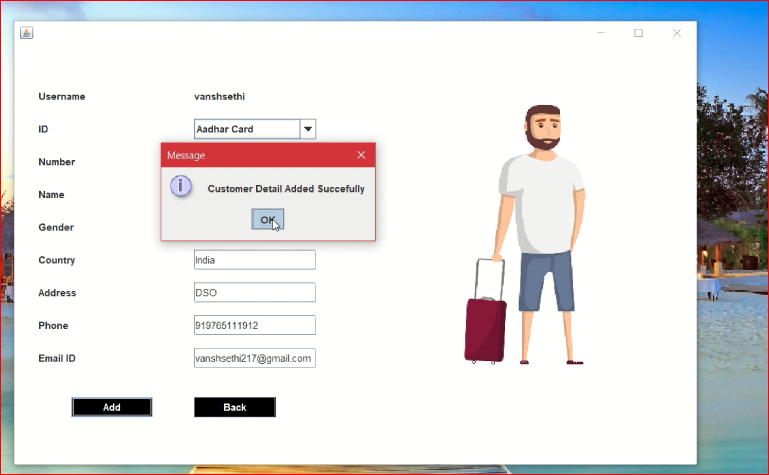 Username vanshsethi
ID Aadhar Card
Number
Message
Name
Customer Detail Added Succefully
Gender
OK
Country India
Address DSO
Phone 919765111912
Email ID vanshsethi217@gmail.com
Add Back